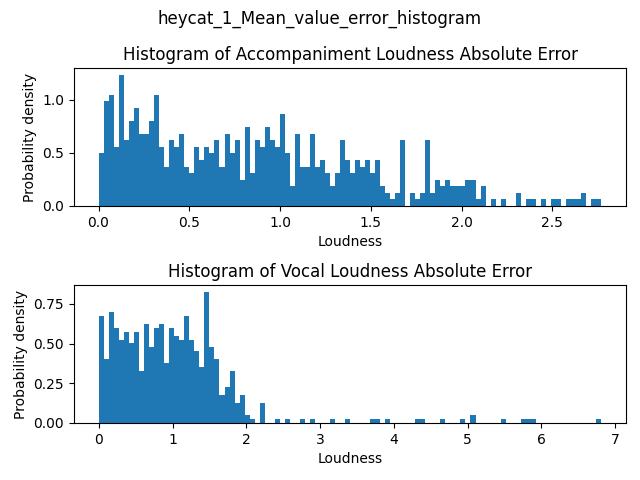 heycat_1_Mean_value_error_histogram
Histogram of Accompaniment Loudness Absolute Error
Probability density
1.0
0.5
0.0
0.0 0.5 1.0 1.5 2.0 2.5
Loudness
Histogram of Vocal Loudness Absolute Error
Probability density
0.75
0.50
0.25
0.00
0 1 2 3 4 5 6 7
Loudness